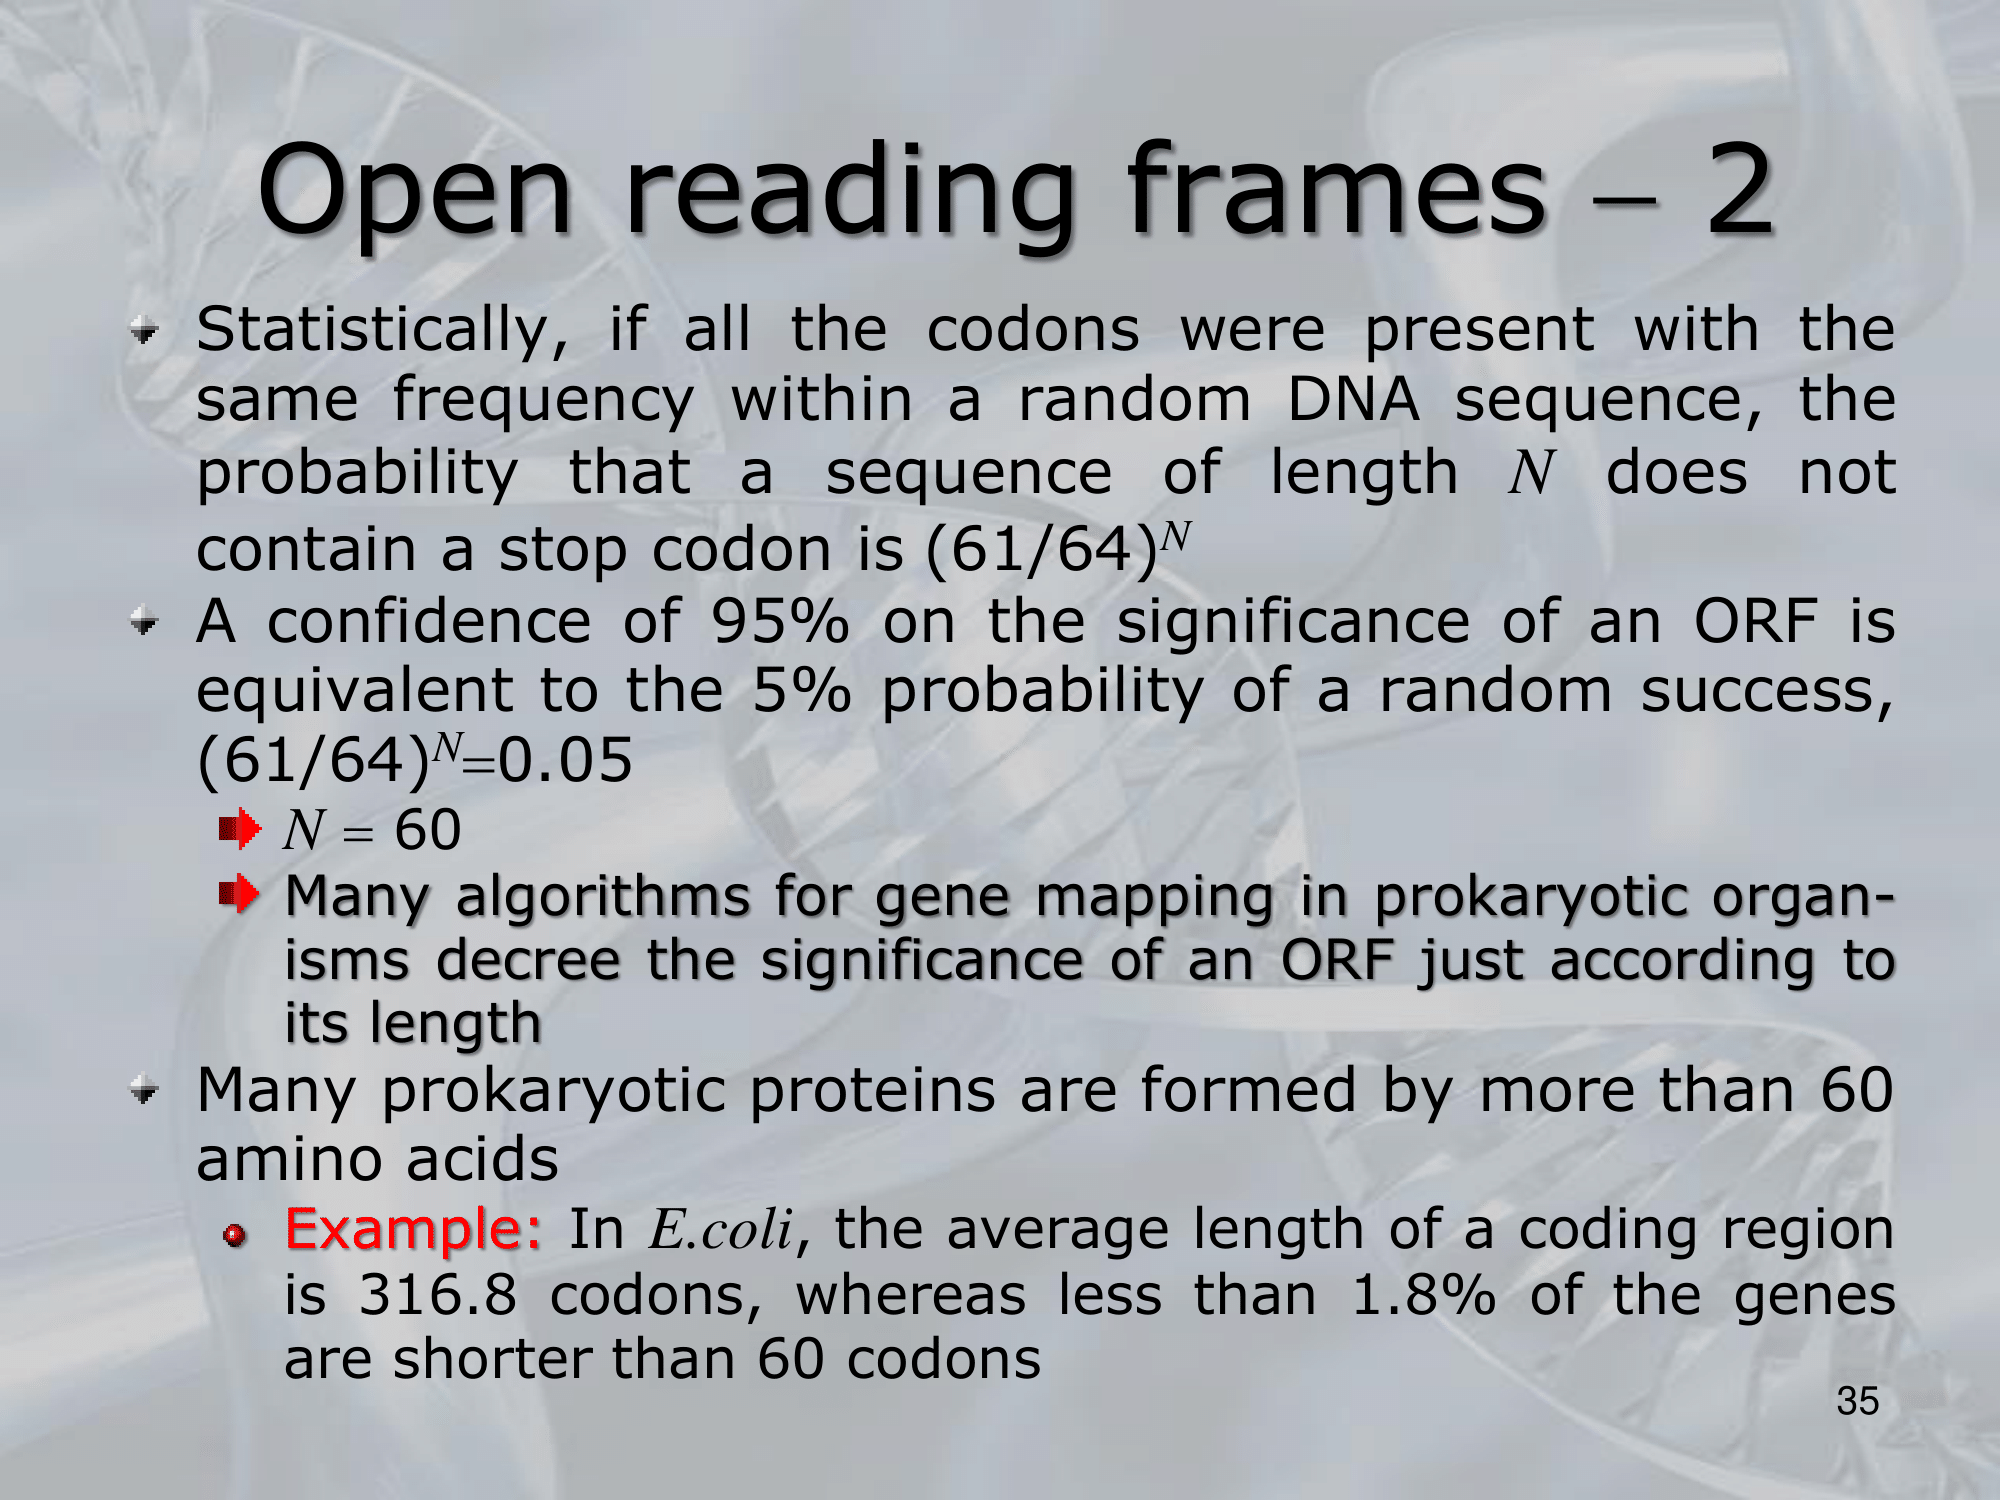 Open reading frames – 2
Statistically, if all the codons were present with the
same frequency within a random DNA sequence, the
probability that a sequence of length N does not
contain a stop codon is (61/64)ᴺ
A confidence of 95% on the significance of an ORF is
equivalent to the 5% probability of a random success,
(61/64)ᴺ=0.05
N = 60
Many algorithms for gene mapping in prokaryotic organ-
isms decree the significance of an ORF just according to
its length
Many prokaryotic proteins are formed by more than 60
amino acids
Example: In E.coli, the average length of a coding region
is 316.8 codons, whereas less than 1.8% of the genes
are shorter than 60 codons
35